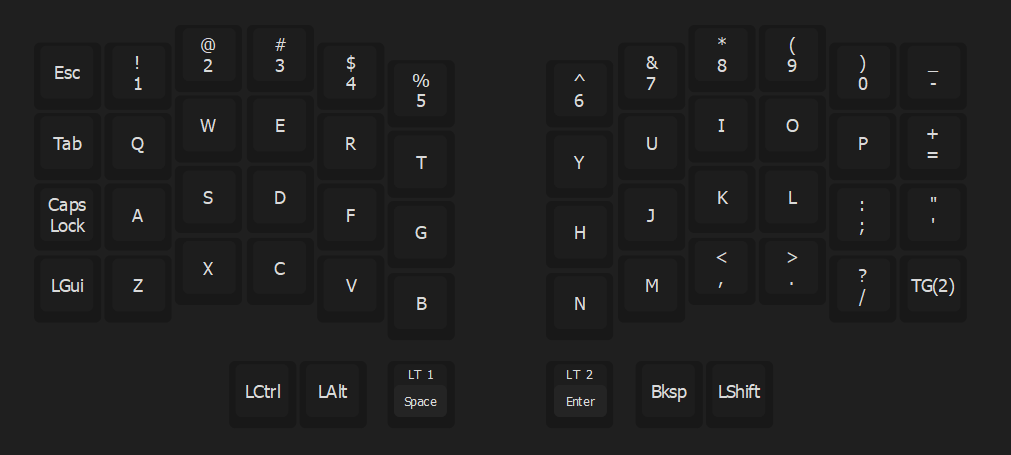 Esc ! 1 @ 2 # 3 $ 4 % 5 ^ 6 & 7 * 8 ( 9 ) 0 _ -
Tab Q W E R T Y U I O P + =
Caps Lock A S D F G H J K L : ; " '
LGui Z X C V B N M < , > . ? / TG(2)
LCtrl LAlt LT 1 Space LT 2 Enter Bksp LShift